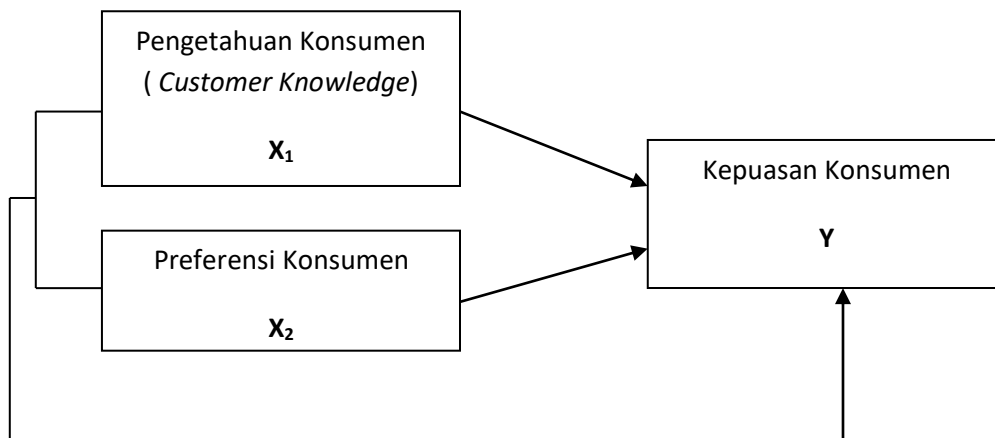 Pengetahuan Konsumen
( Customer Knowledge)
X₁
Kepuasan Konsumen
Y
Preferensi Konsumen
X₂